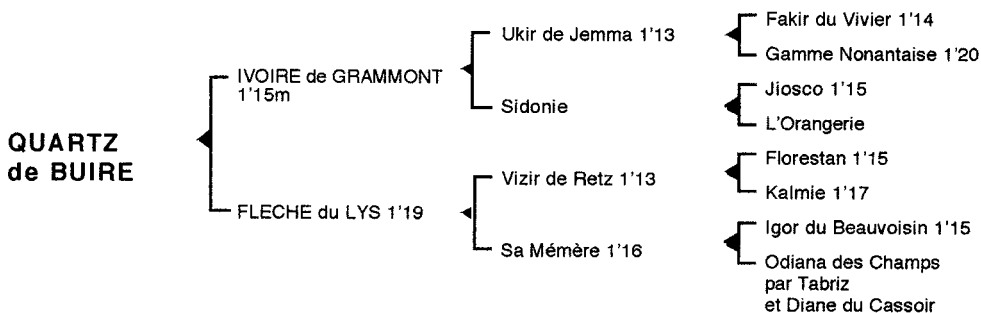 QUARTZ
de BUIRE
IVOIRE de GRAMMONT
1'15m
FLECHE du LYS 1'19
Ukir de Jemma 1'13
Sidonie
Vizir de Retz 1'13
Sa Mémère 1'16
Fakir du Vivier 1'14
Gamme Nonantaise 1'20
Jiosco 1'15
L'Orangerie
Florestan 1'15
Kalmie 1'17
Igor du Beauvoisin 1'15
Odiana des Champs
par Tabriz
et Diane du Cassoir